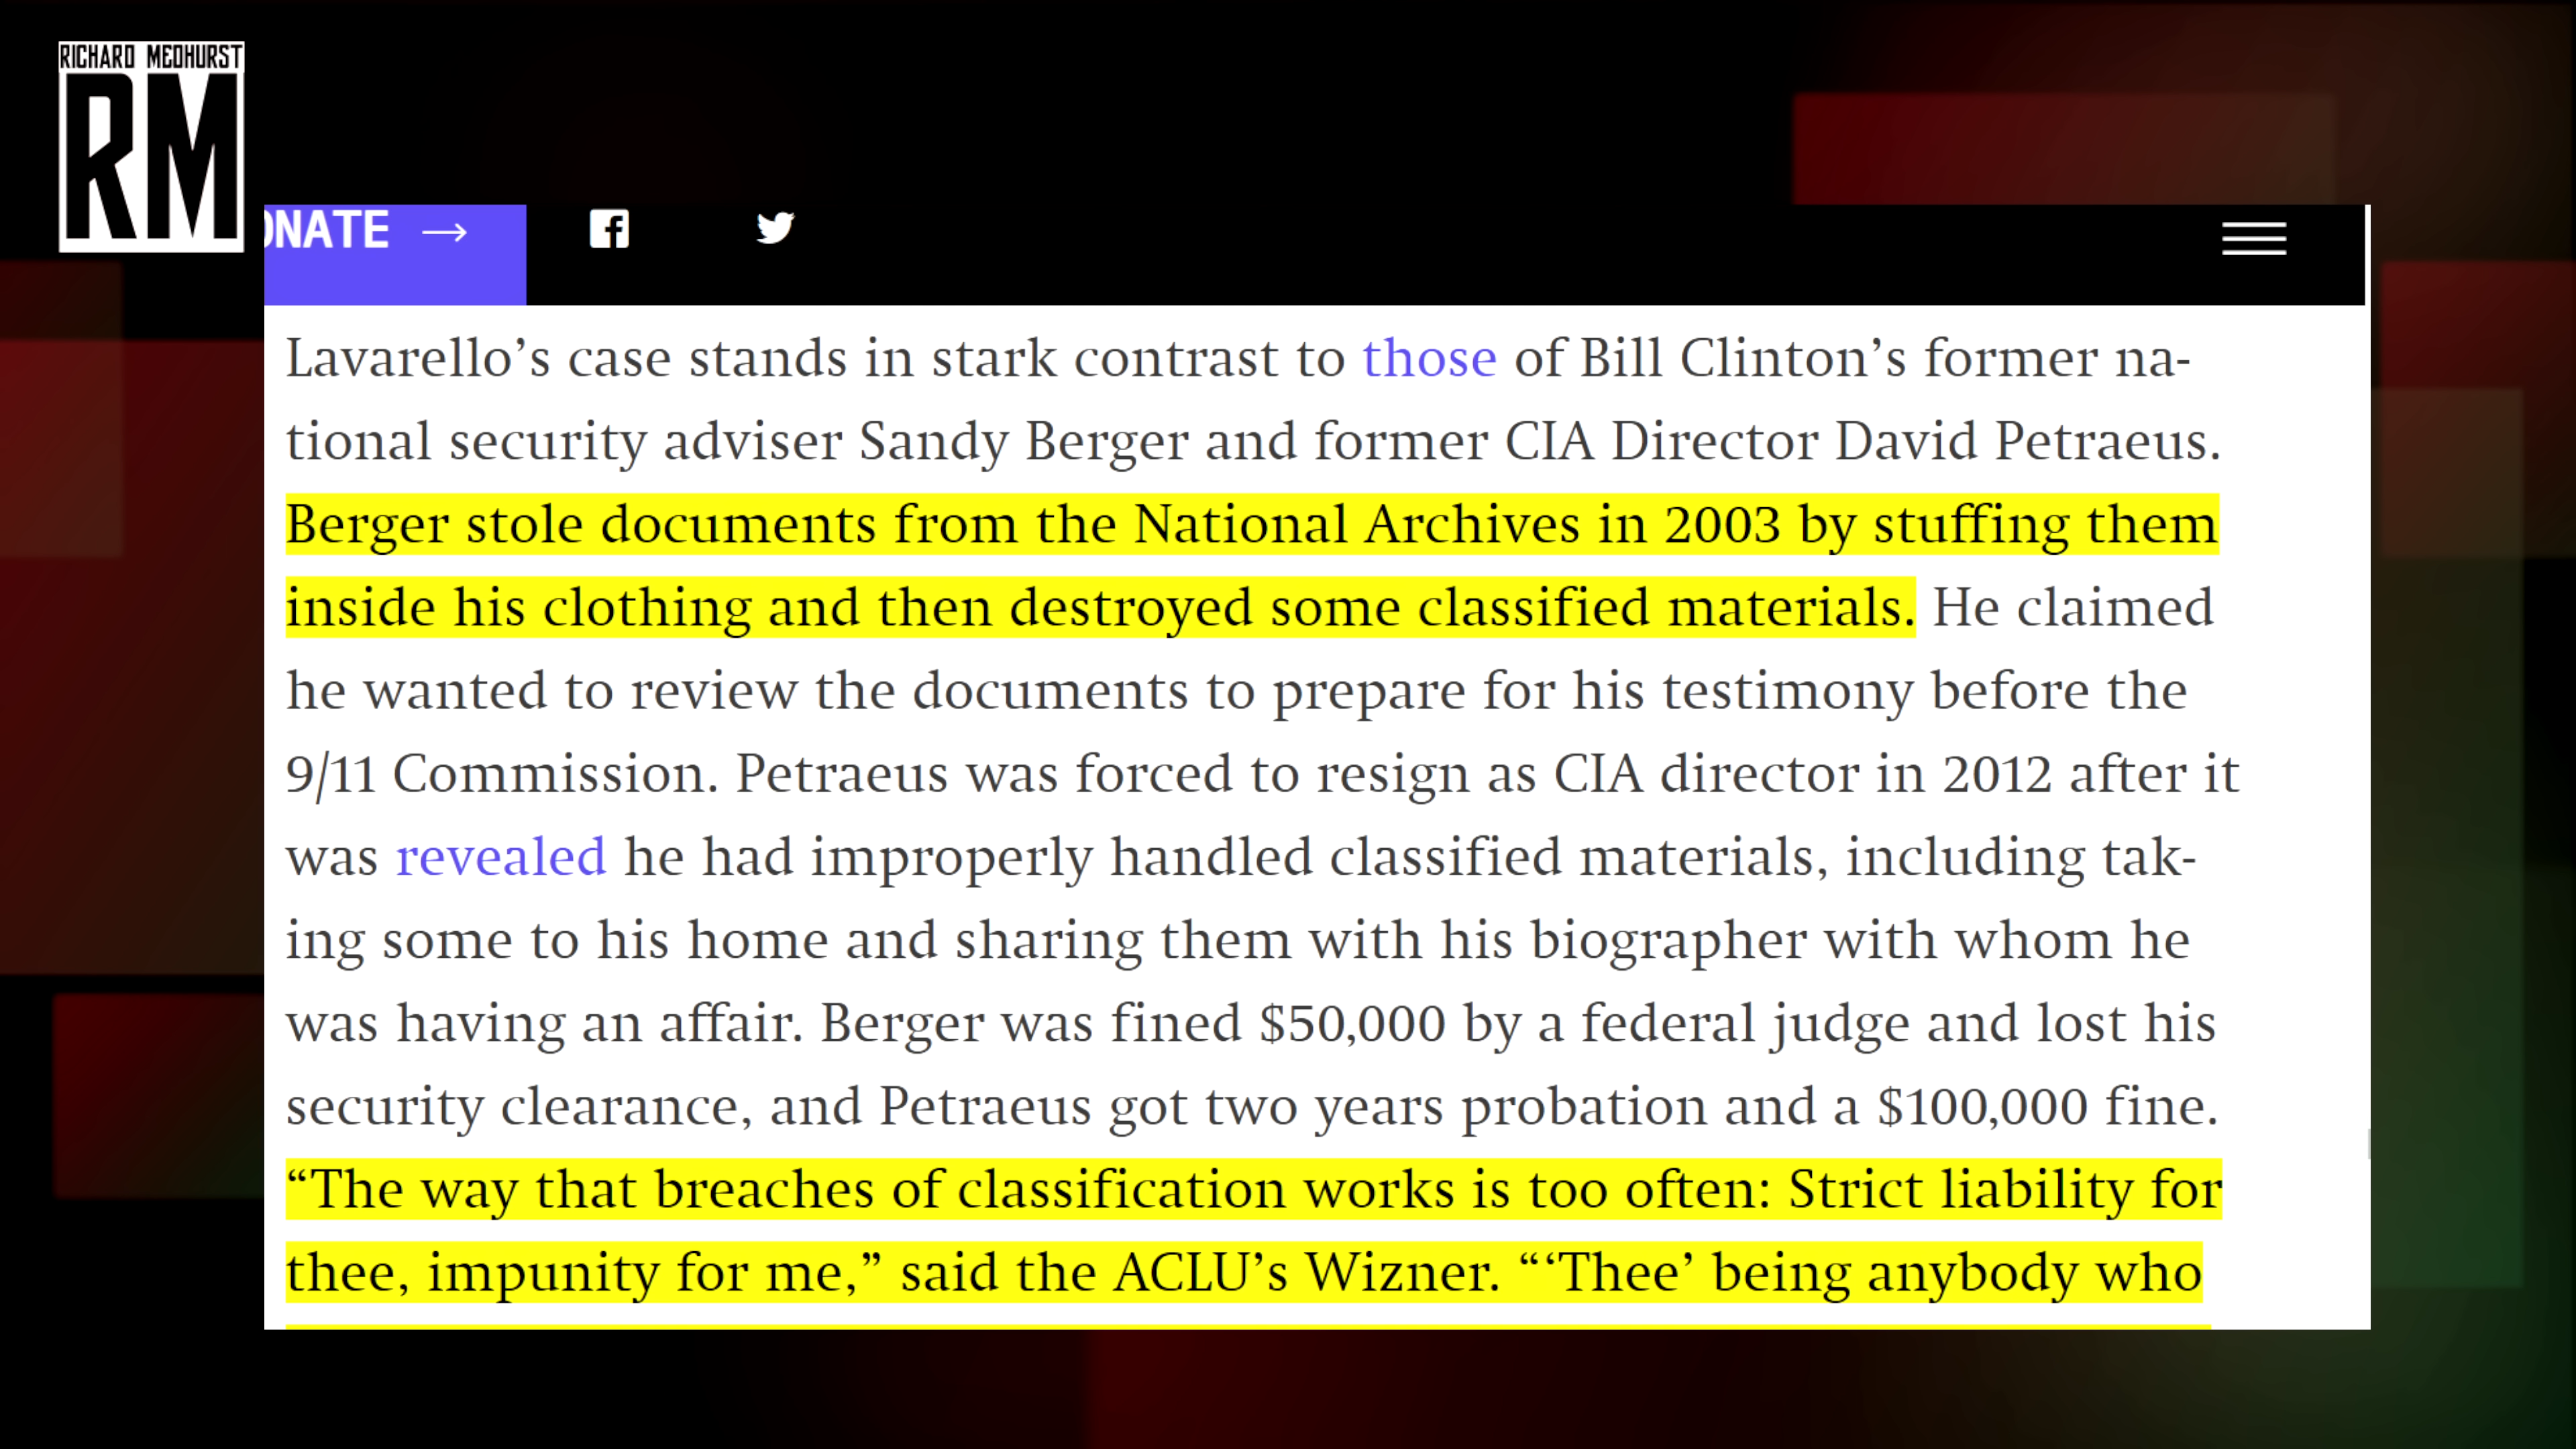 RICHARD MEDHURST
RM
ONATE →
Lavarello’s case stands in stark contrast to those of Bill Clinton’s former na-
tional security adviser Sandy Berger and former CIA Director David Petraeus.
Berger stole documents from the National Archives in 2003 by stuffing them
inside his clothing and then destroyed some classified materials. He claimed
he wanted to review the documents to prepare for his testimony before the
9/11 Commission. Petraeus was forced to resign as CIA director in 2012 after it
was revealed he had improperly handled classified materials, including tak-
ing some to his home and sharing them with his biographer with whom he
was having an affair. Berger was fined $50,000 by a federal judge and lost his
security clearance, and Petraeus got two years probation and a $100,000 fine.
“The way that breaches of classification works is too often: Strict liability for
thee, impunity for me,” said the ACLU’s Wizner. “‘Thee’ being anybody who